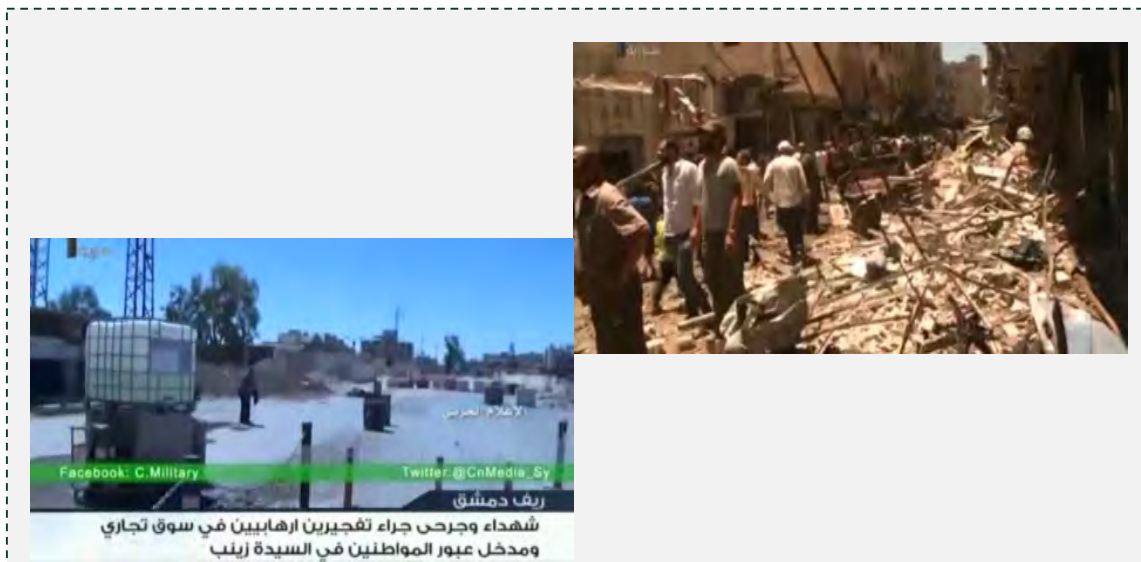 الاعلام الحربي
Facebook: C.Military Twitter:@CnMedia_Sy
ريف دمشق
شهداء وجرحى جراء تفجيرين ارهابيين في سوق تجاري
ومدخل عبور المواطنين في السيدة زينب